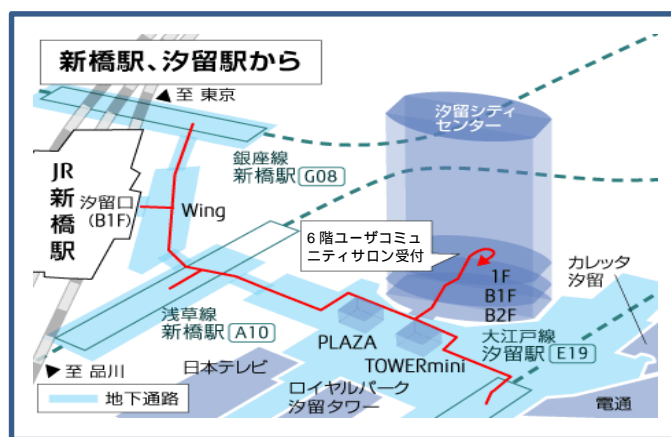 新橋駅、汐留駅から
▲至 東京
汐留シティ
センター
銀座線
新橋駅 G08
JR
新
橋
駅
汐留口
(B1F)
Wing
6階ユーザコミュ
ニティサロン受付
1F
B1F
B2F
カレッタ
汐留
浅草線
新橋駅 A10
PLAZA
TOWERmini
大江戸線
汐留駅 E19
▲至 品川
日本テレビ
ロイヤルパーク
汐留タワー
電通
地下通路